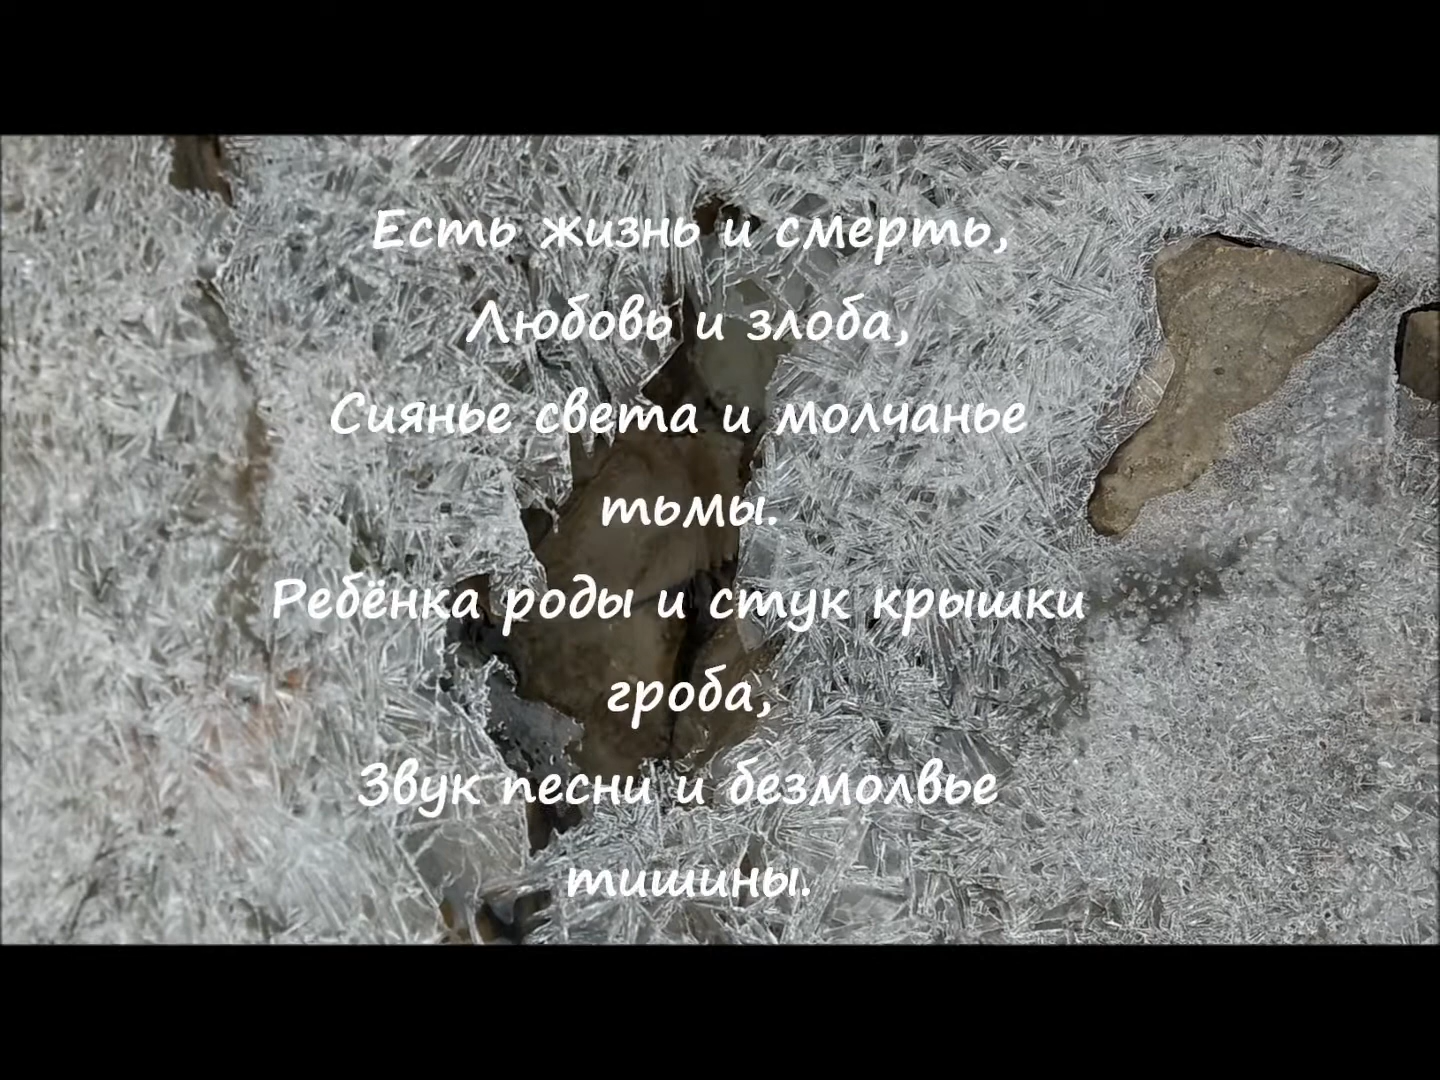 Есть жизнь и смерть,
Любовь и злоба,
Сиянье света и молчанье
тьмы.
Ребёнка роды и стук крышки
гроба,
Звук песни и безмолвье
тишины.